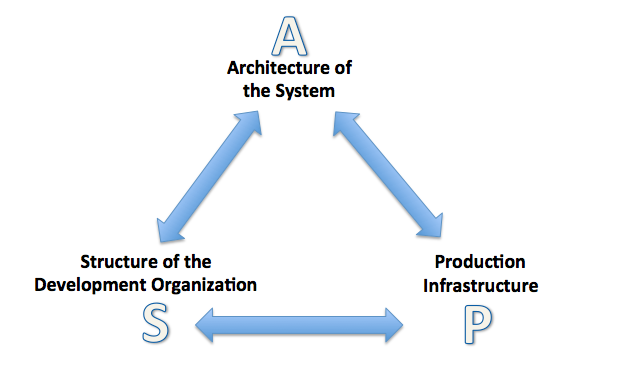 A
Architecture of
the System
Structure of the
Development Organization
S
Production
Infrastructure
P